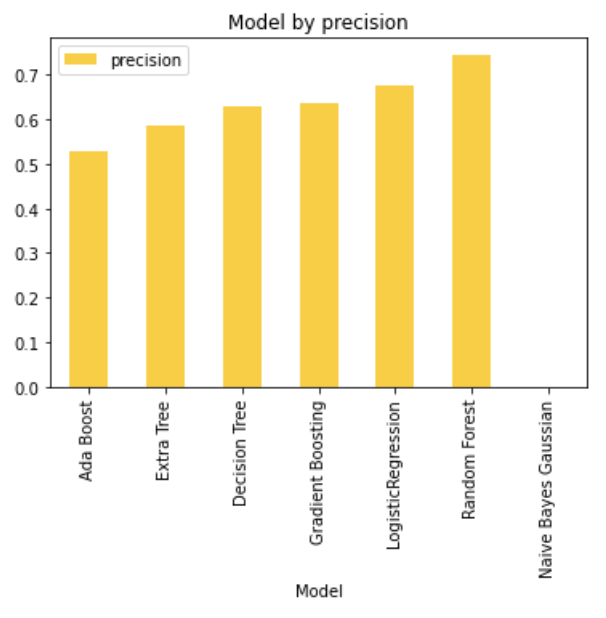 Model by precision
precision
0.7
0.6
0.5
0.4
0.3
0.2
0.1
0.0
Ada Boost
Extra Tree
Decision Tree
Gradient Boosting
LogisticRegression
Random Forest
Naive Bayes Gaussian
Model